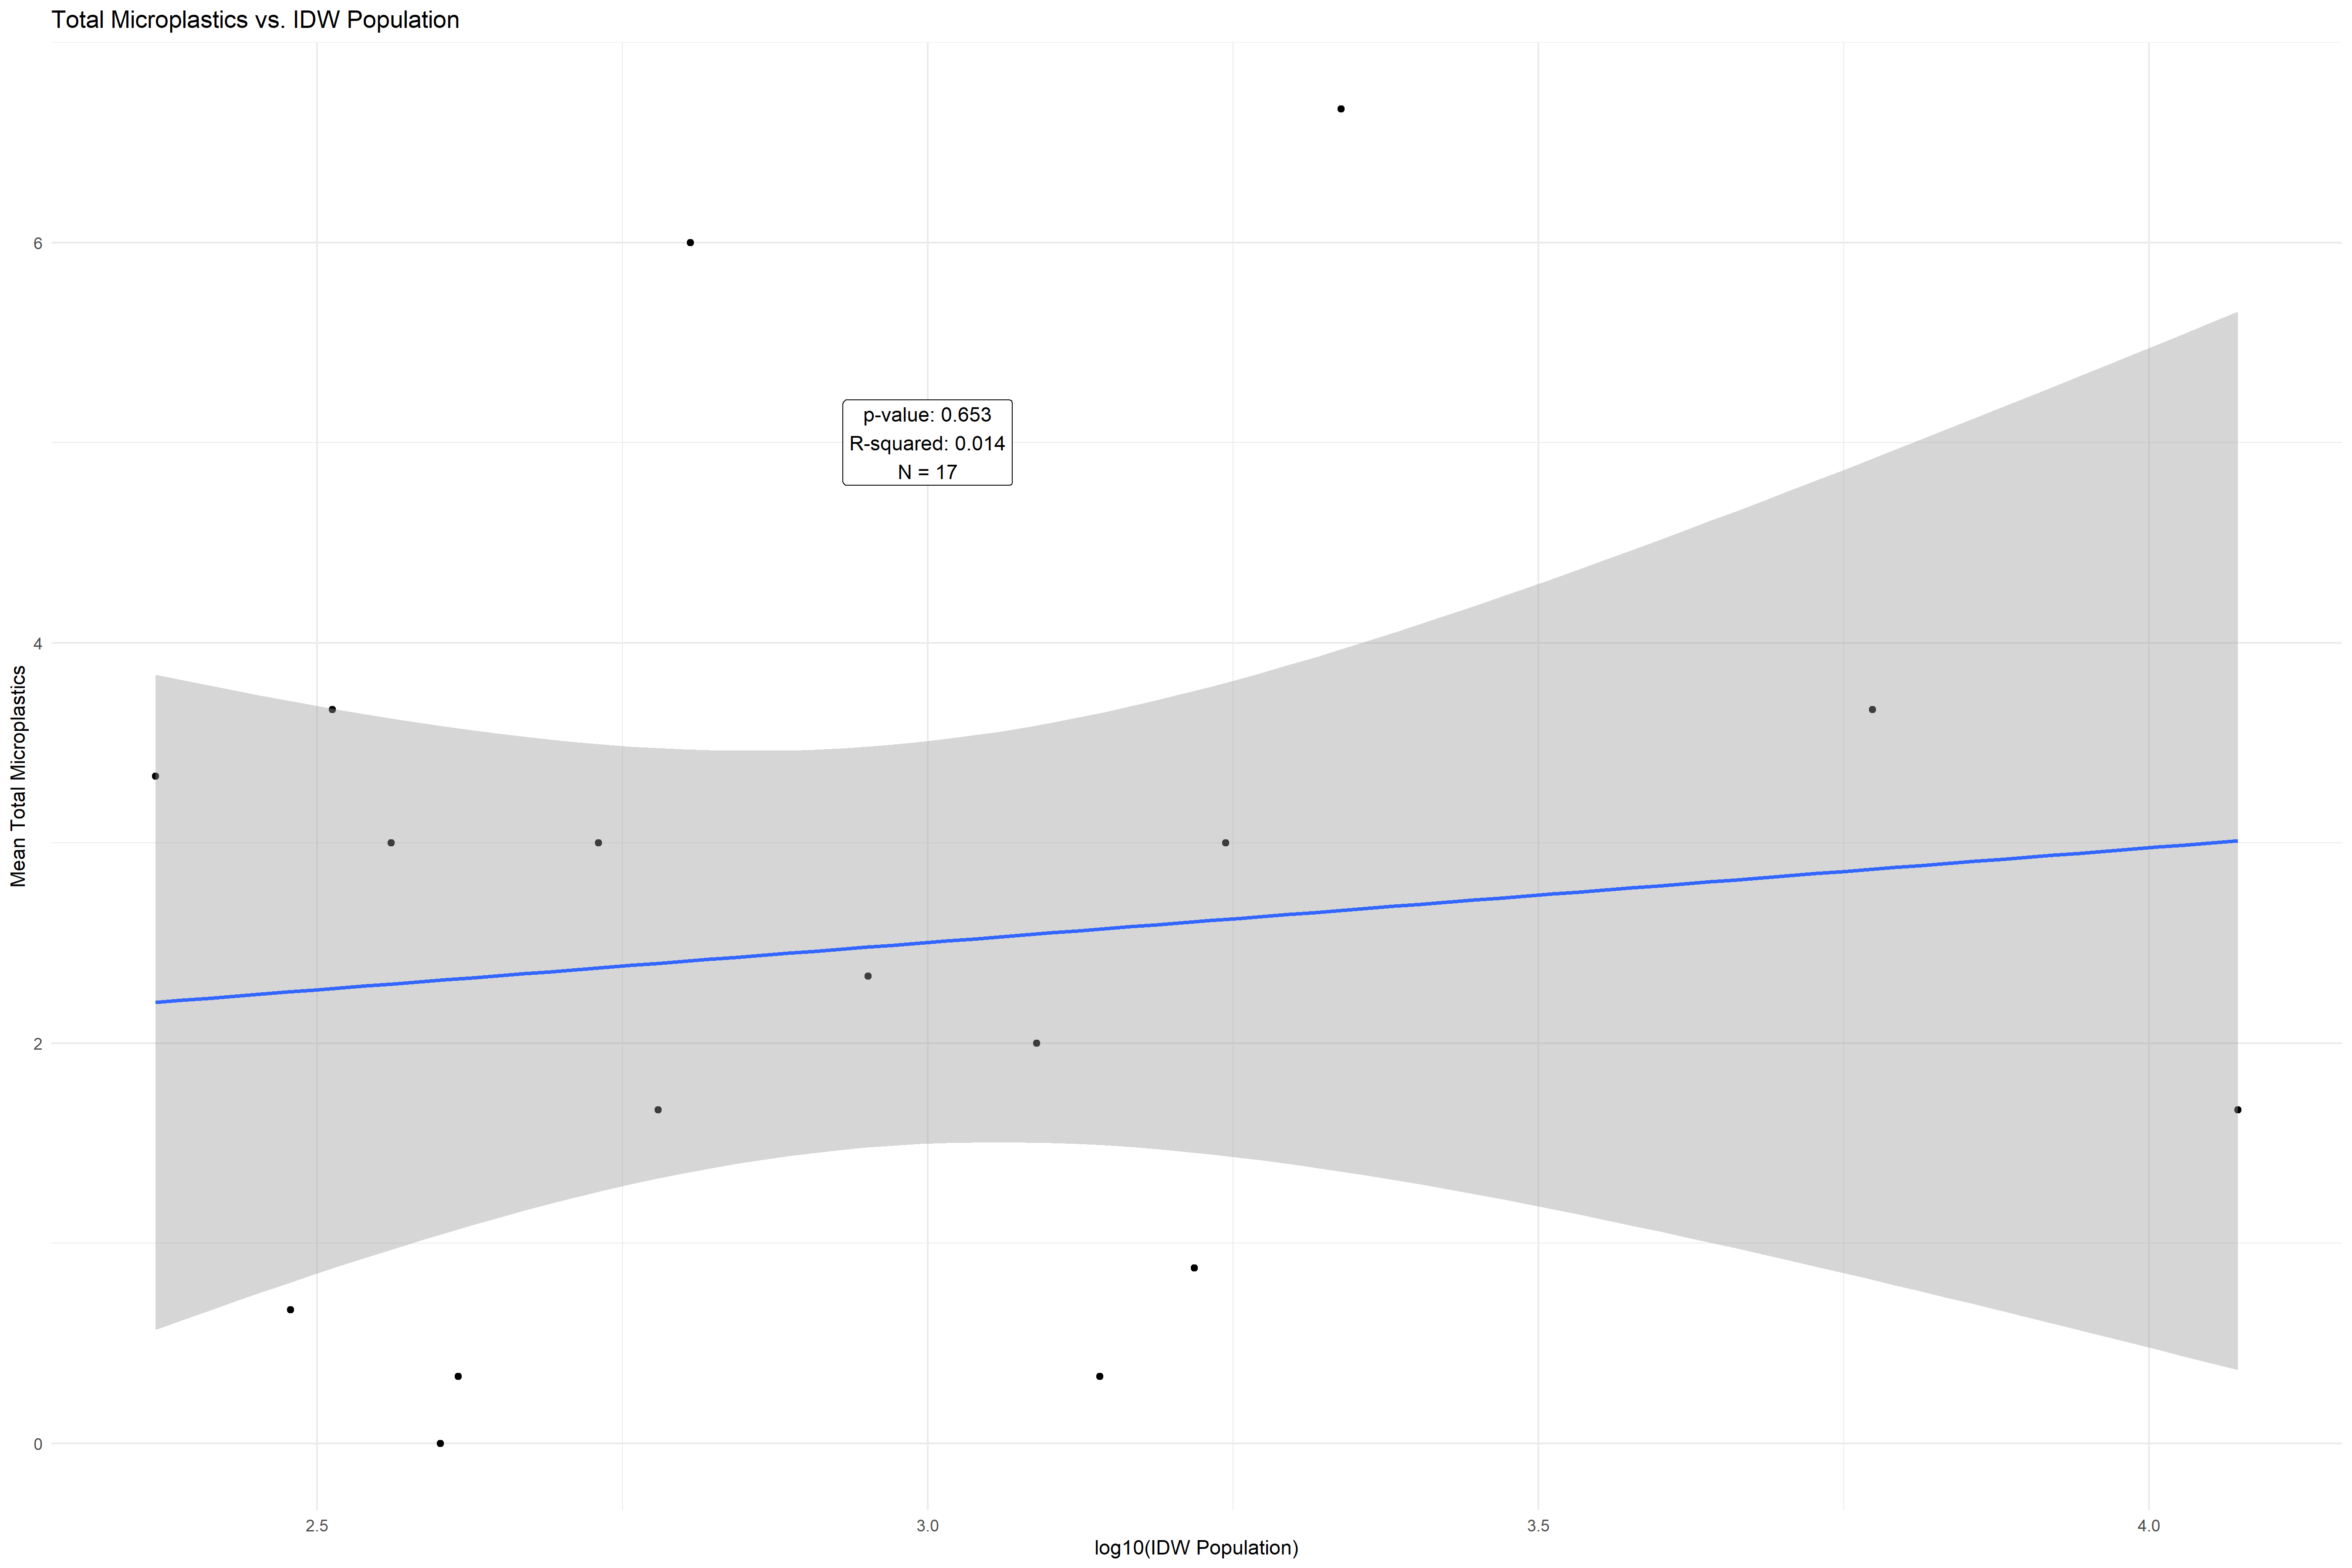 Total Microplastics vs. IDW Population
Mean Total Microplastics
6
4
2
0
p-value: 0.653
R-squared: 0.014
N = 17
2.5
3.0
3.5
4.0
log10(IDW Population)